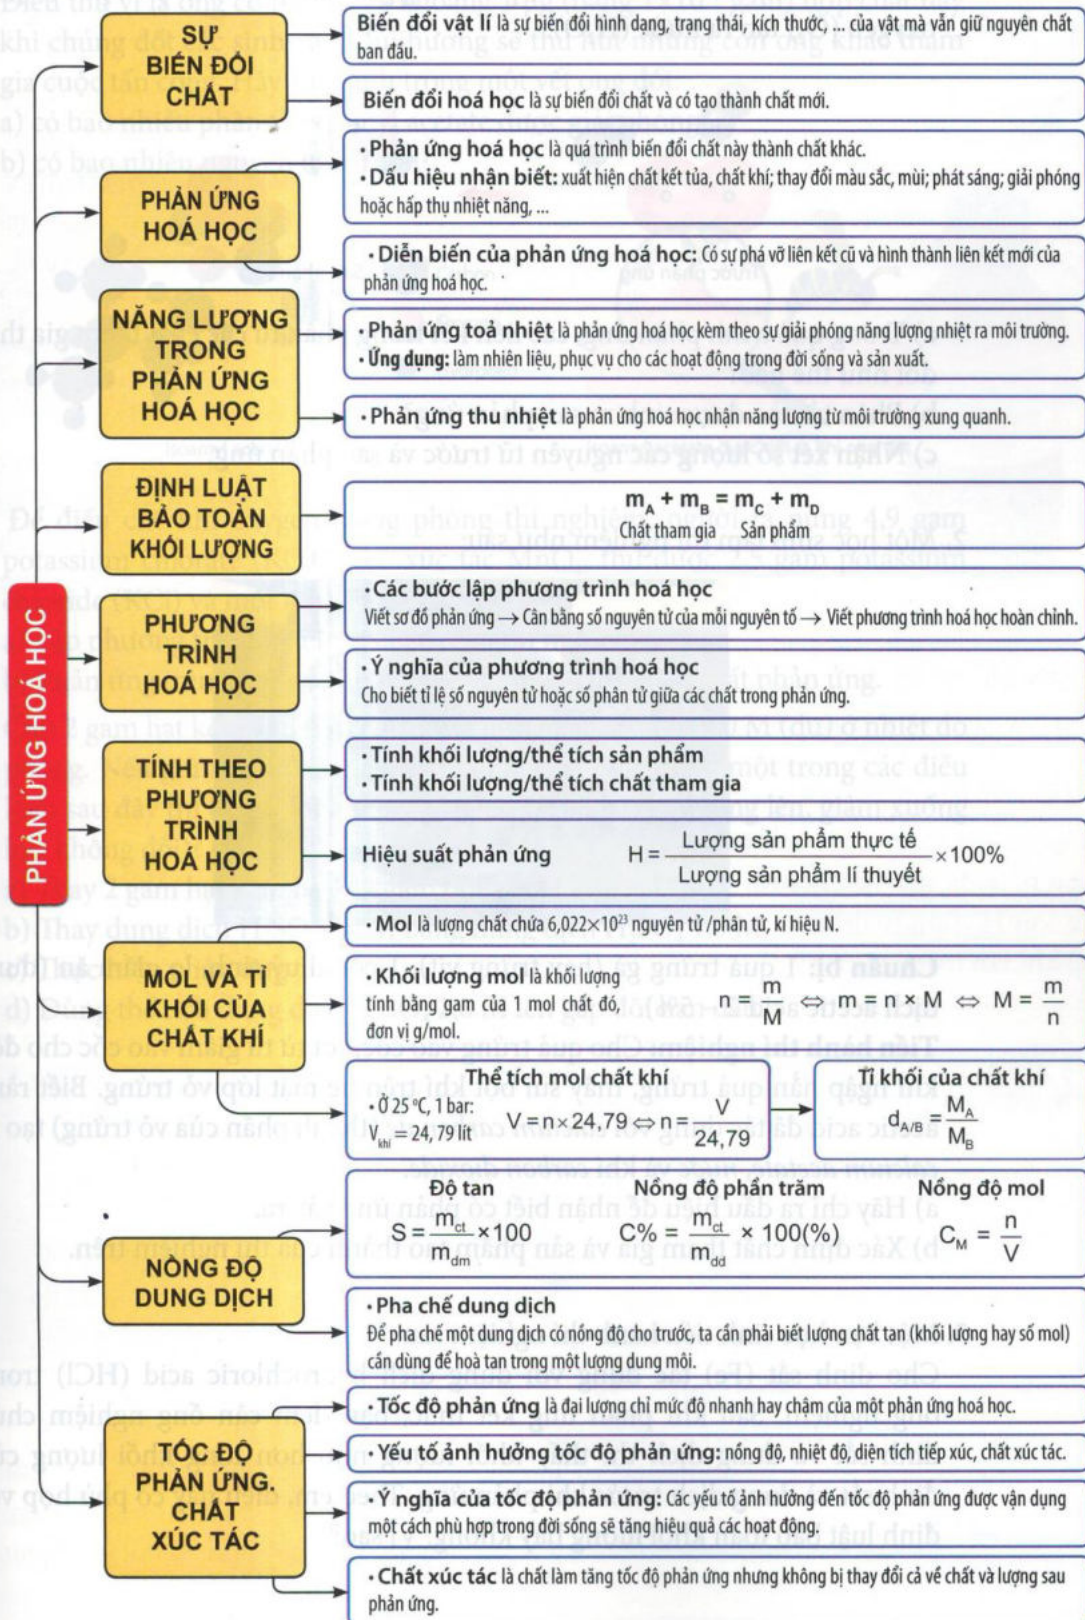 PHẢN ỨNG HOÁ HỌC
SỰ
BIẾN ĐỔI
CHẤT
Biến đổi vật lí là sự biến đổi hình dạng, trạng thái, kích thước, ... của vật mà vẫn giữ nguyên chất
ban đầu.
Biến đổi hoá học là sự biến đổi chất và có tạo thành chất mới.
PHẢN ỨNG
HOÁ HỌC
• Phản ứng hoá học là quá trình biến đổi chất này thành chất khác.
• Dấu hiệu nhận biết: xuất hiện chất kết tủa, chất khí; thay đổi màu sắc, mùi; phát sáng; giải phóng
hoặc hấp thụ nhiệt năng, ...
• Diễn biến của phản ứng hoá học: Có sự phá vỡ liên kết cũ và hình thành liên kết mới của
phản ứng hoá học.
NĂNG LƯỢNG
TRONG
PHẢN ỨNG
HOÁ HỌC
• Phản ứng toả nhiệt là phản ứng hoá học kèm theo sự giải phóng năng lượng nhiệt ra môi trường.
• Ứng dụng: làm nhiên liệu, phục vụ cho các hoạt động trong đời sống và sản xuất.
• Phản ứng thu nhiệt là phản ứng hoá học nhận năng lượng từ môi trường xung quanh.
ĐỊNH LUẬT
BẢO TOÀN
KHỐI LƯỢNG
m_A + m_B = m_C + m_D
Chất tham gia Sản phẩm
PHƯƠNG
TRÌNH
HOÁ HỌC
• Các bước lập phương trình hoá học
Viết sơ đồ phản ứng → Cân bằng số nguyên tử của mỗi nguyên tố → Viết phương trình hoá học hoàn chỉnh.
• Ý nghĩa của phương trình hoá học
Cho biết tỉ lệ số nguyên tử hoặc số phân tử giữa các chất trong phản ứng.
TÍNH THEO
PHƯƠNG
TRÌNH
HOÁ HỌC
• Tính khối lượng/thể tích sản phẩm
• Tính khối lượng/thể tích chất tham gia
Hiệu suất phản ứng H = Lượng sản phẩm thực tế / Lượng sản phẩm lí thuyết ×100%
MOL VÀ TỈ
KHỐI CỦA
CHẤT KHÍ
• Mol là lượng chất chứa 6,022×10²³ nguyên tử /phân tử, kí hiệu N.
• Khối lượng mol là khối lượng
tính bằng gam của 1 mol chất đó,
đơn vị g/mol.
n = m/M ⇔ m = n × M ⇔ M = m/n
Thể tích mol chất khí
• Ở 25 °C, 1 bar:
V_khí = 24,79 lít
V = n×24,79 ⇔ n = V/24,79
Tỉ khối của chất khí
d_A/B = M_A/M_B
NỒNG ĐỘ
DUNG DỊCH
Độ tan Nồng độ phần trăm Nồng độ mol
S = m_ct/m_dm ×100 C% = m_ct/m_dd × 100(%) C_M = n/V
• Pha chế dung dịch
Để pha chế một dung dịch có nồng độ cho trước, ta cần phải biết lượng chất tan (khối lượng hay số mol)
cần dùng để hoà tan trong một lượng dung môi.
TỐC ĐỘ
PHẢN ỨNG.
CHẤT
XÚC TÁC
• Tốc độ phản ứng là đại lượng chỉ mức độ nhanh hay chậm của một phản ứng hoá học.
• Yếu tố ảnh hưởng tốc độ phản ứng: nồng độ, nhiệt độ, diện tích tiếp xúc, chất xúc tác.
• Ý nghĩa của tốc độ phản ứng: Các yếu tố ảnh hưởng đến tốc độ phản ứng được vận dụng
một cách phù hợp trong đời sống sẽ tăng hiệu quả các hoạt động.
• Chất xúc tác là chất làm tăng tốc độ phản ứng nhưng không bị thay đổi cả về chất và lượng sau
phản ứng.